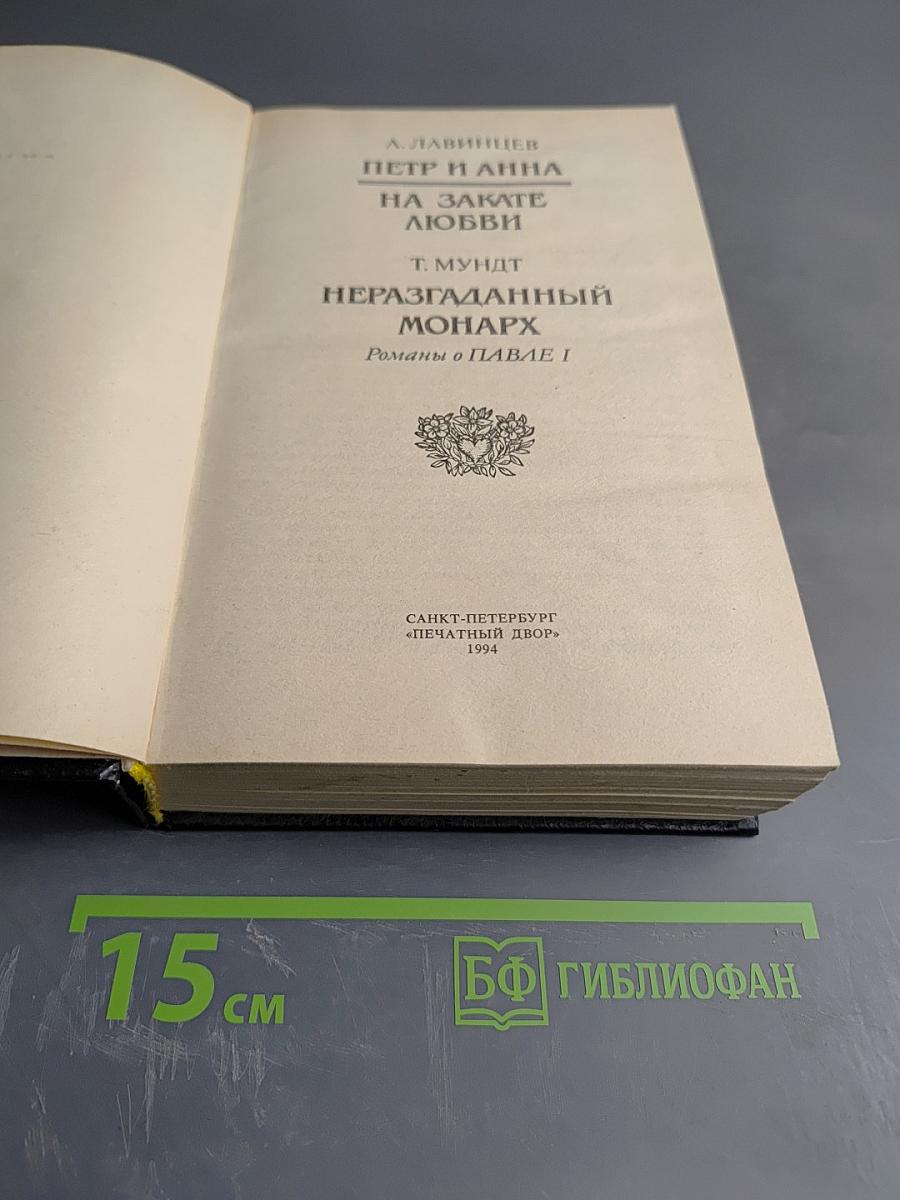 А. ЛАВИНЦЕВ
ПЕТР И АННА
НА ЗАКАТЕ
ЛЮБВИ
Т. МУНДТ
НЕРАЗГАДАННЫЙ
МОНАРХ
Романы о ПАВЛЕ I
САНКТ-ПЕТЕРБУРГ
«ПЕЧАТНЫЙ ДВОР»
1994
15 см
БФ ГИБЛИОФАН